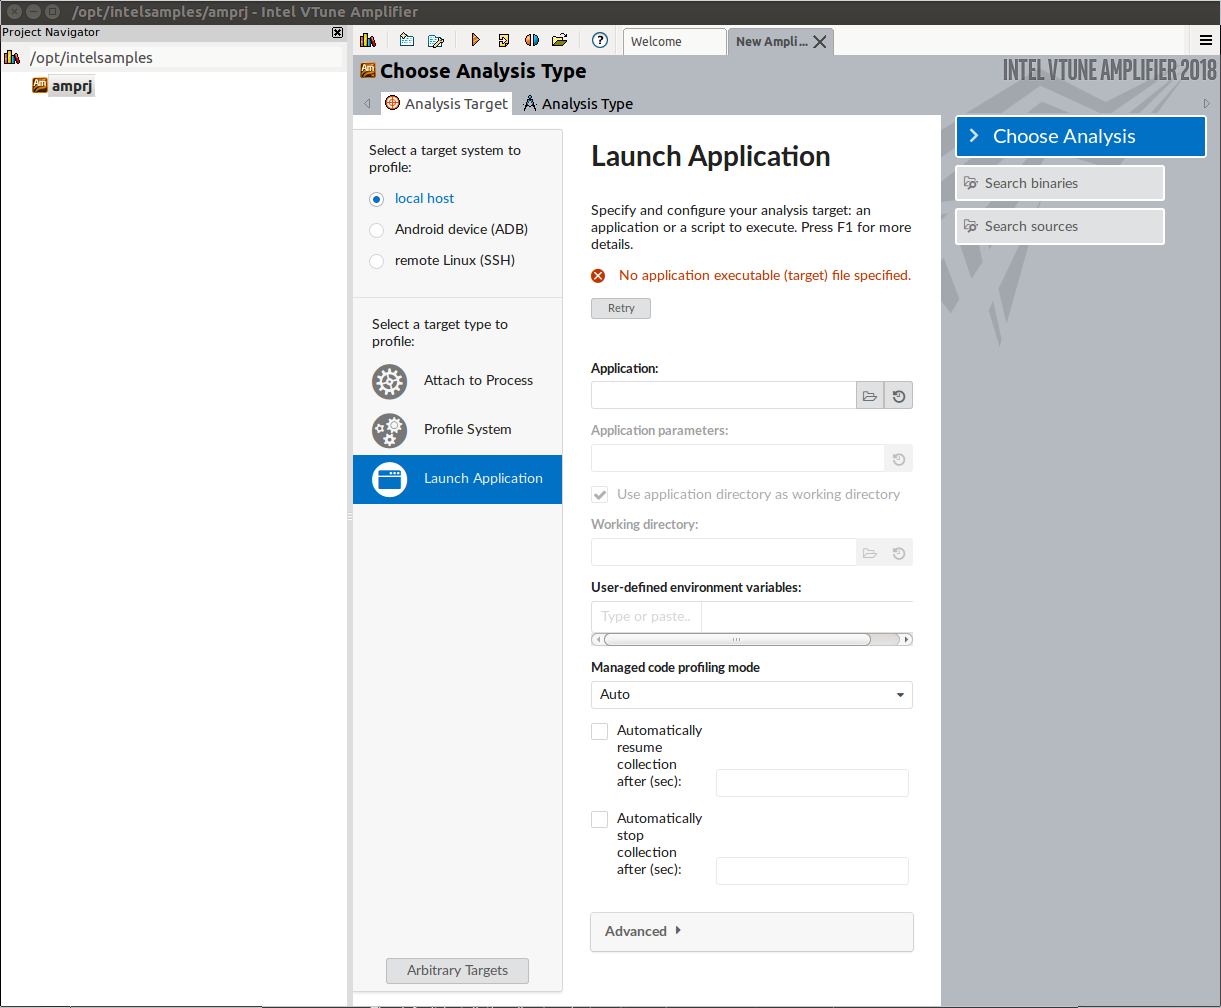 /opt/intelsamples/amprj - Intel VTune Amplifier
Project Navigator
/opt/intelsamples
amprj
Welcome
New Ampli...
Choose Analysis Type
INTEL VTUNE AMPLIFIER 2018
Analysis Target
Analysis Type
Select a target system to
profile:
local host
Android device (ADB)
remote Linux (SSH)
Select a target type to
profile:
Attach to Process
Profile System
Launch Application
Arbitrary Targets
Launch Application
Specify and configure your analysis target: an
application or a script to execute. Press F1 for more
details.
No application executable (target) file specified.
Retry
Application:
Application parameters:
Use application directory as working directory
Working directory:
User-defined environment variables:
Type or paste..
Managed code profiling mode
Auto
Automatically
resume
collection
after (sec):
Automatically
stop
collection
after (sec):
Advanced
Choose Analysis
Search binaries
Search sources